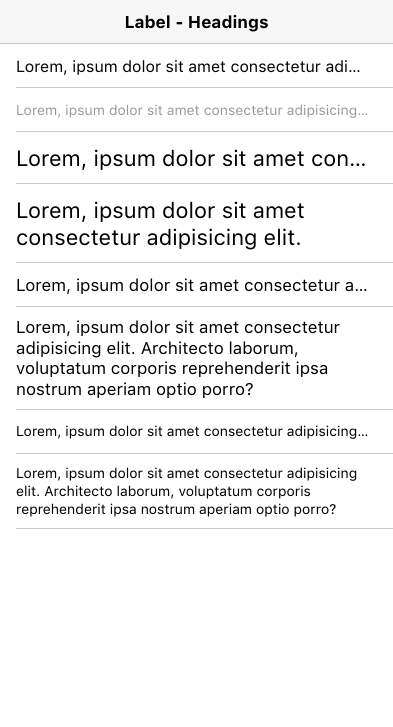 Label - Headings
Lorem, ipsum dolor sit amet consectetur adi...
Lorem, ipsum dolor sit amet consectetur adipisicing...
Lorem, ipsum dolor sit amet con...
Lorem, ipsum dolor sit amet
consectetur adipisicing elit.
Lorem, ipsum dolor sit amet consectetur a...
Lorem, ipsum dolor sit amet consectetur
adipisicing elit. Architecto laborum,
voluptatum corporis reprehenderit ipsa
nostrum aperiam optio porro?
Lorem, ipsum dolor sit amet consectetur adipisicing...
Lorem, ipsum dolor sit amet consectetur adipisicing
elit. Architecto laborum, voluptatum corporis
reprehenderit ipsa nostrum aperiam optio porro?